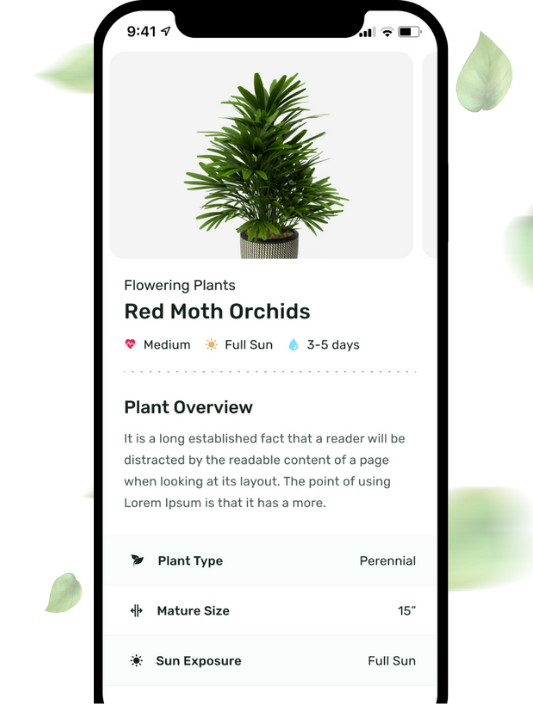 9:41
Flowering Plants
Red Moth Orchids
Medium Full Sun 3-5 days
Plant Overview
It is a long established fact that a reader will be
distracted by the readable content of a page
when looking at its layout. The point of using
Lorem Ipsum is that it has a more.
Plant Type Perennial
Mature Size 15”
Sun Exposure Full Sun